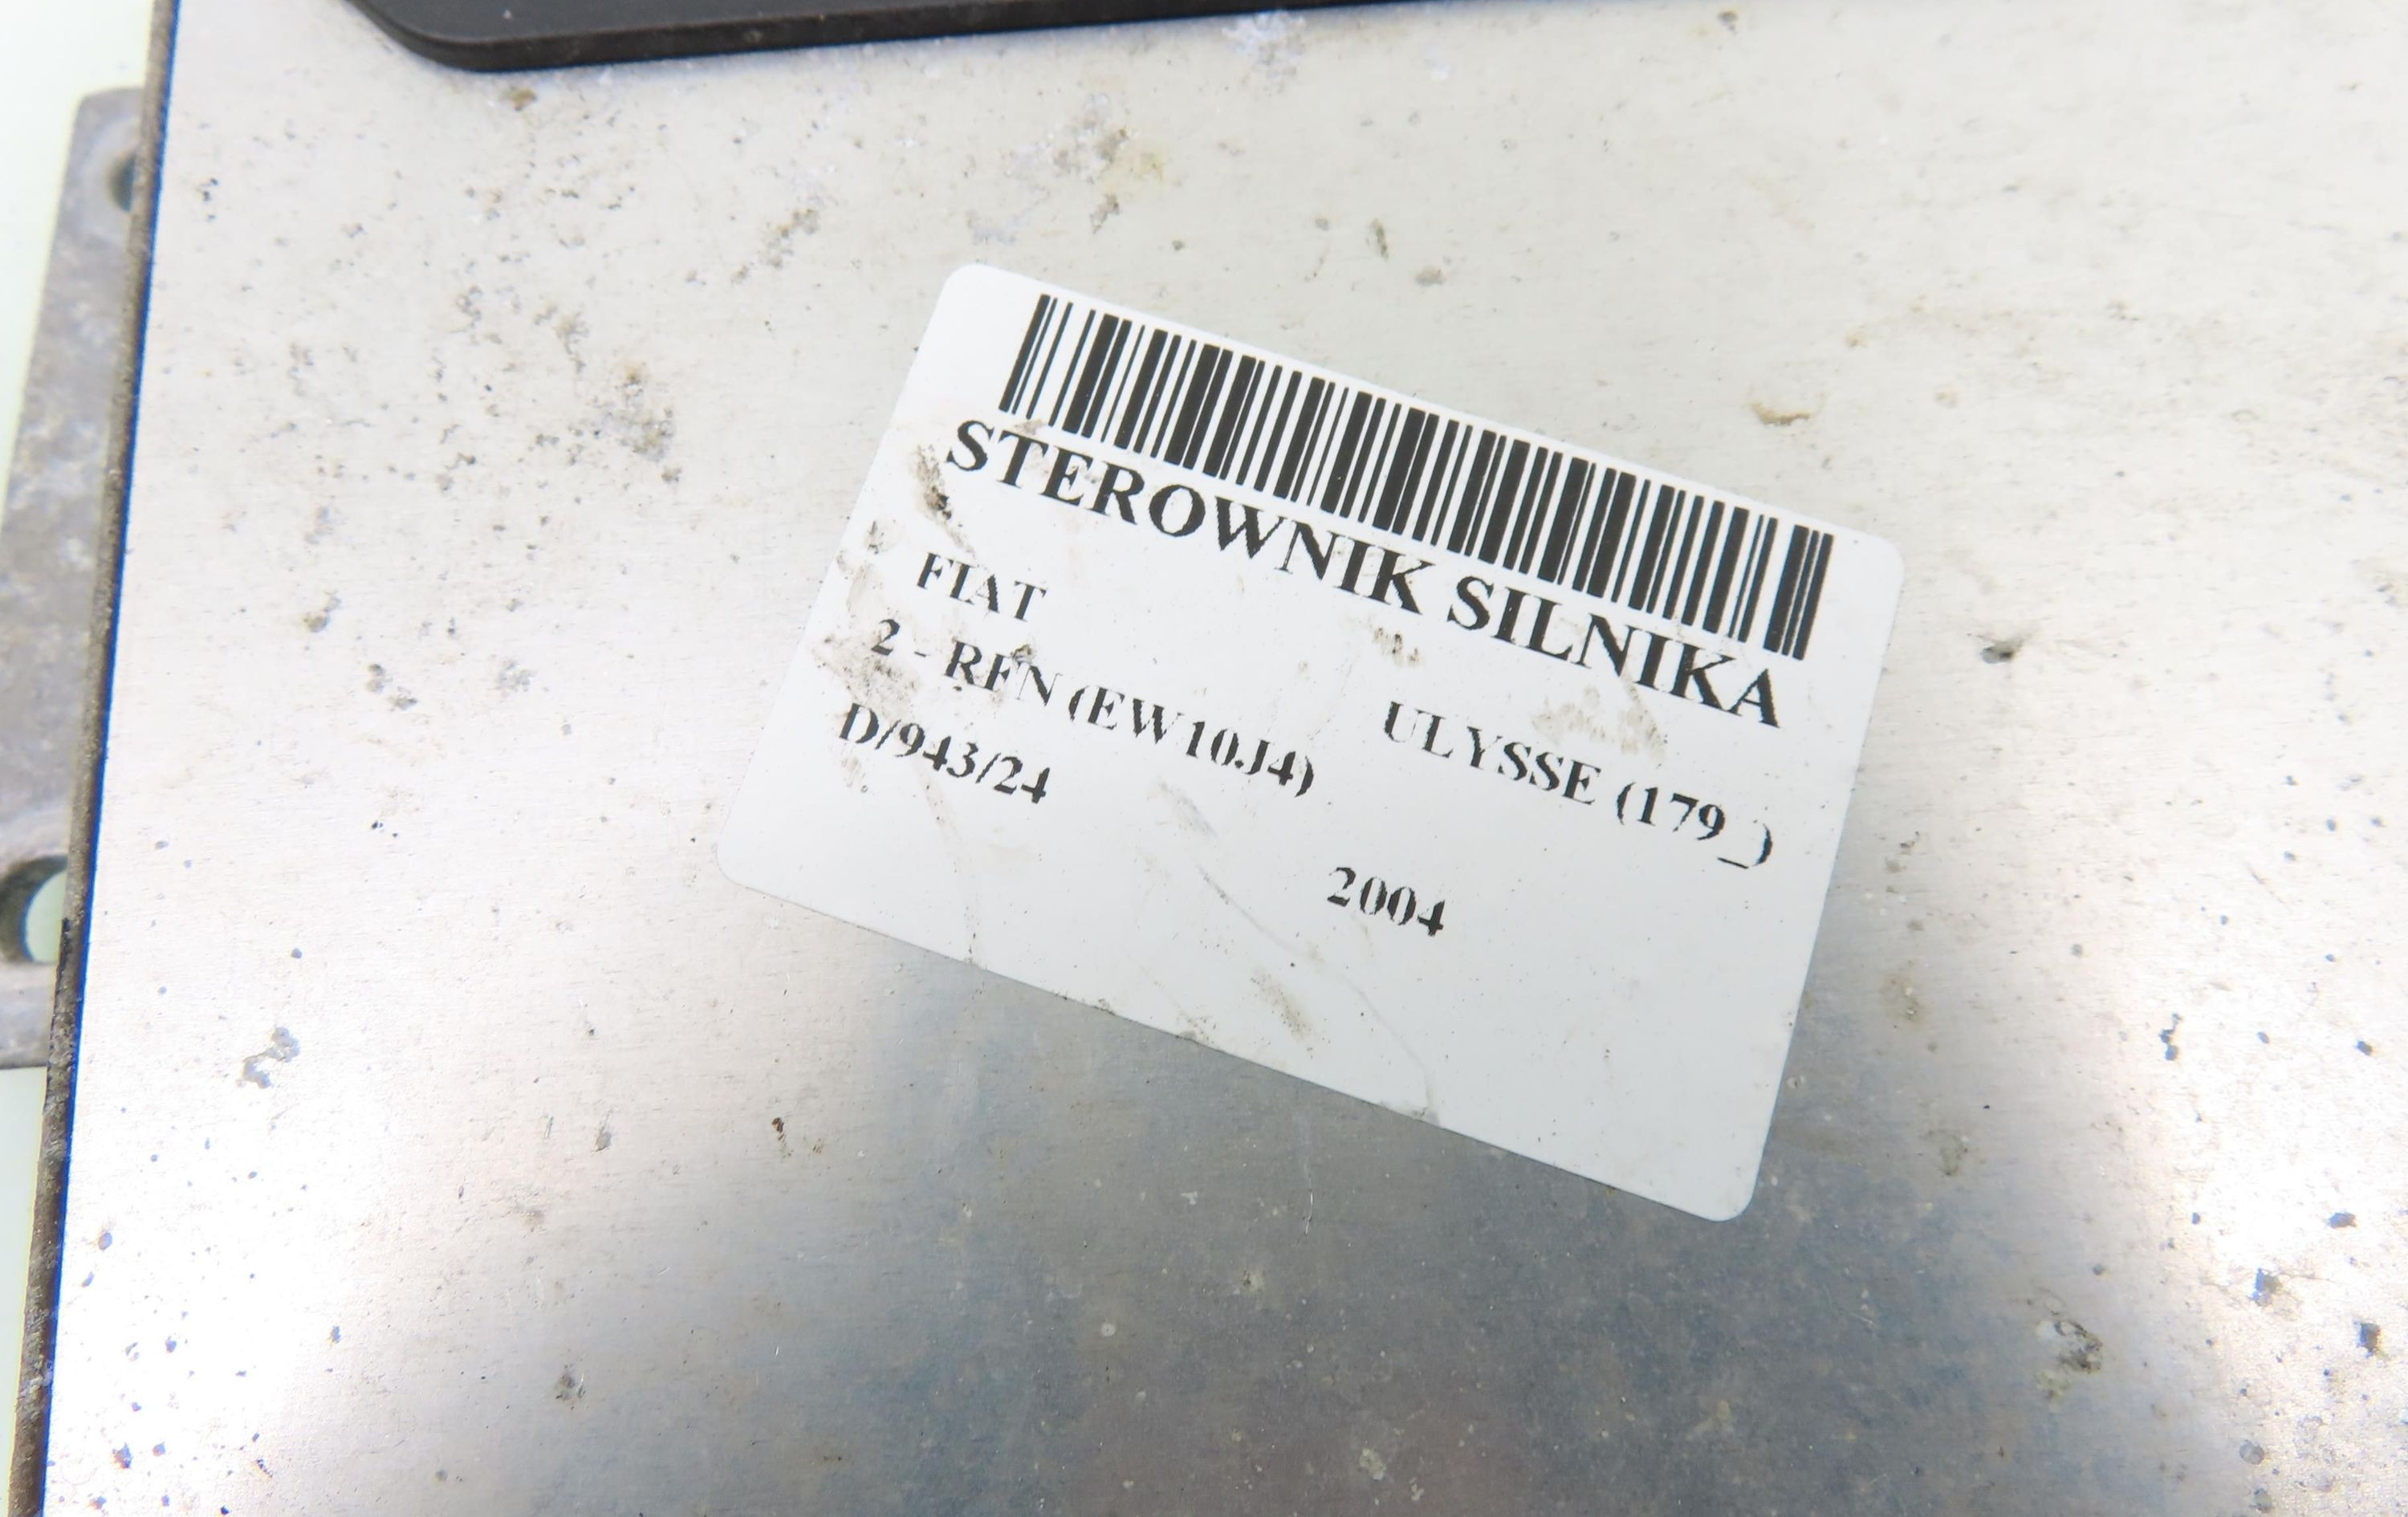 STEROWNIK SILNIKA
FIAT ULYSSE (179_)
2 - RFN (EW10J4)
D/943/24 2004